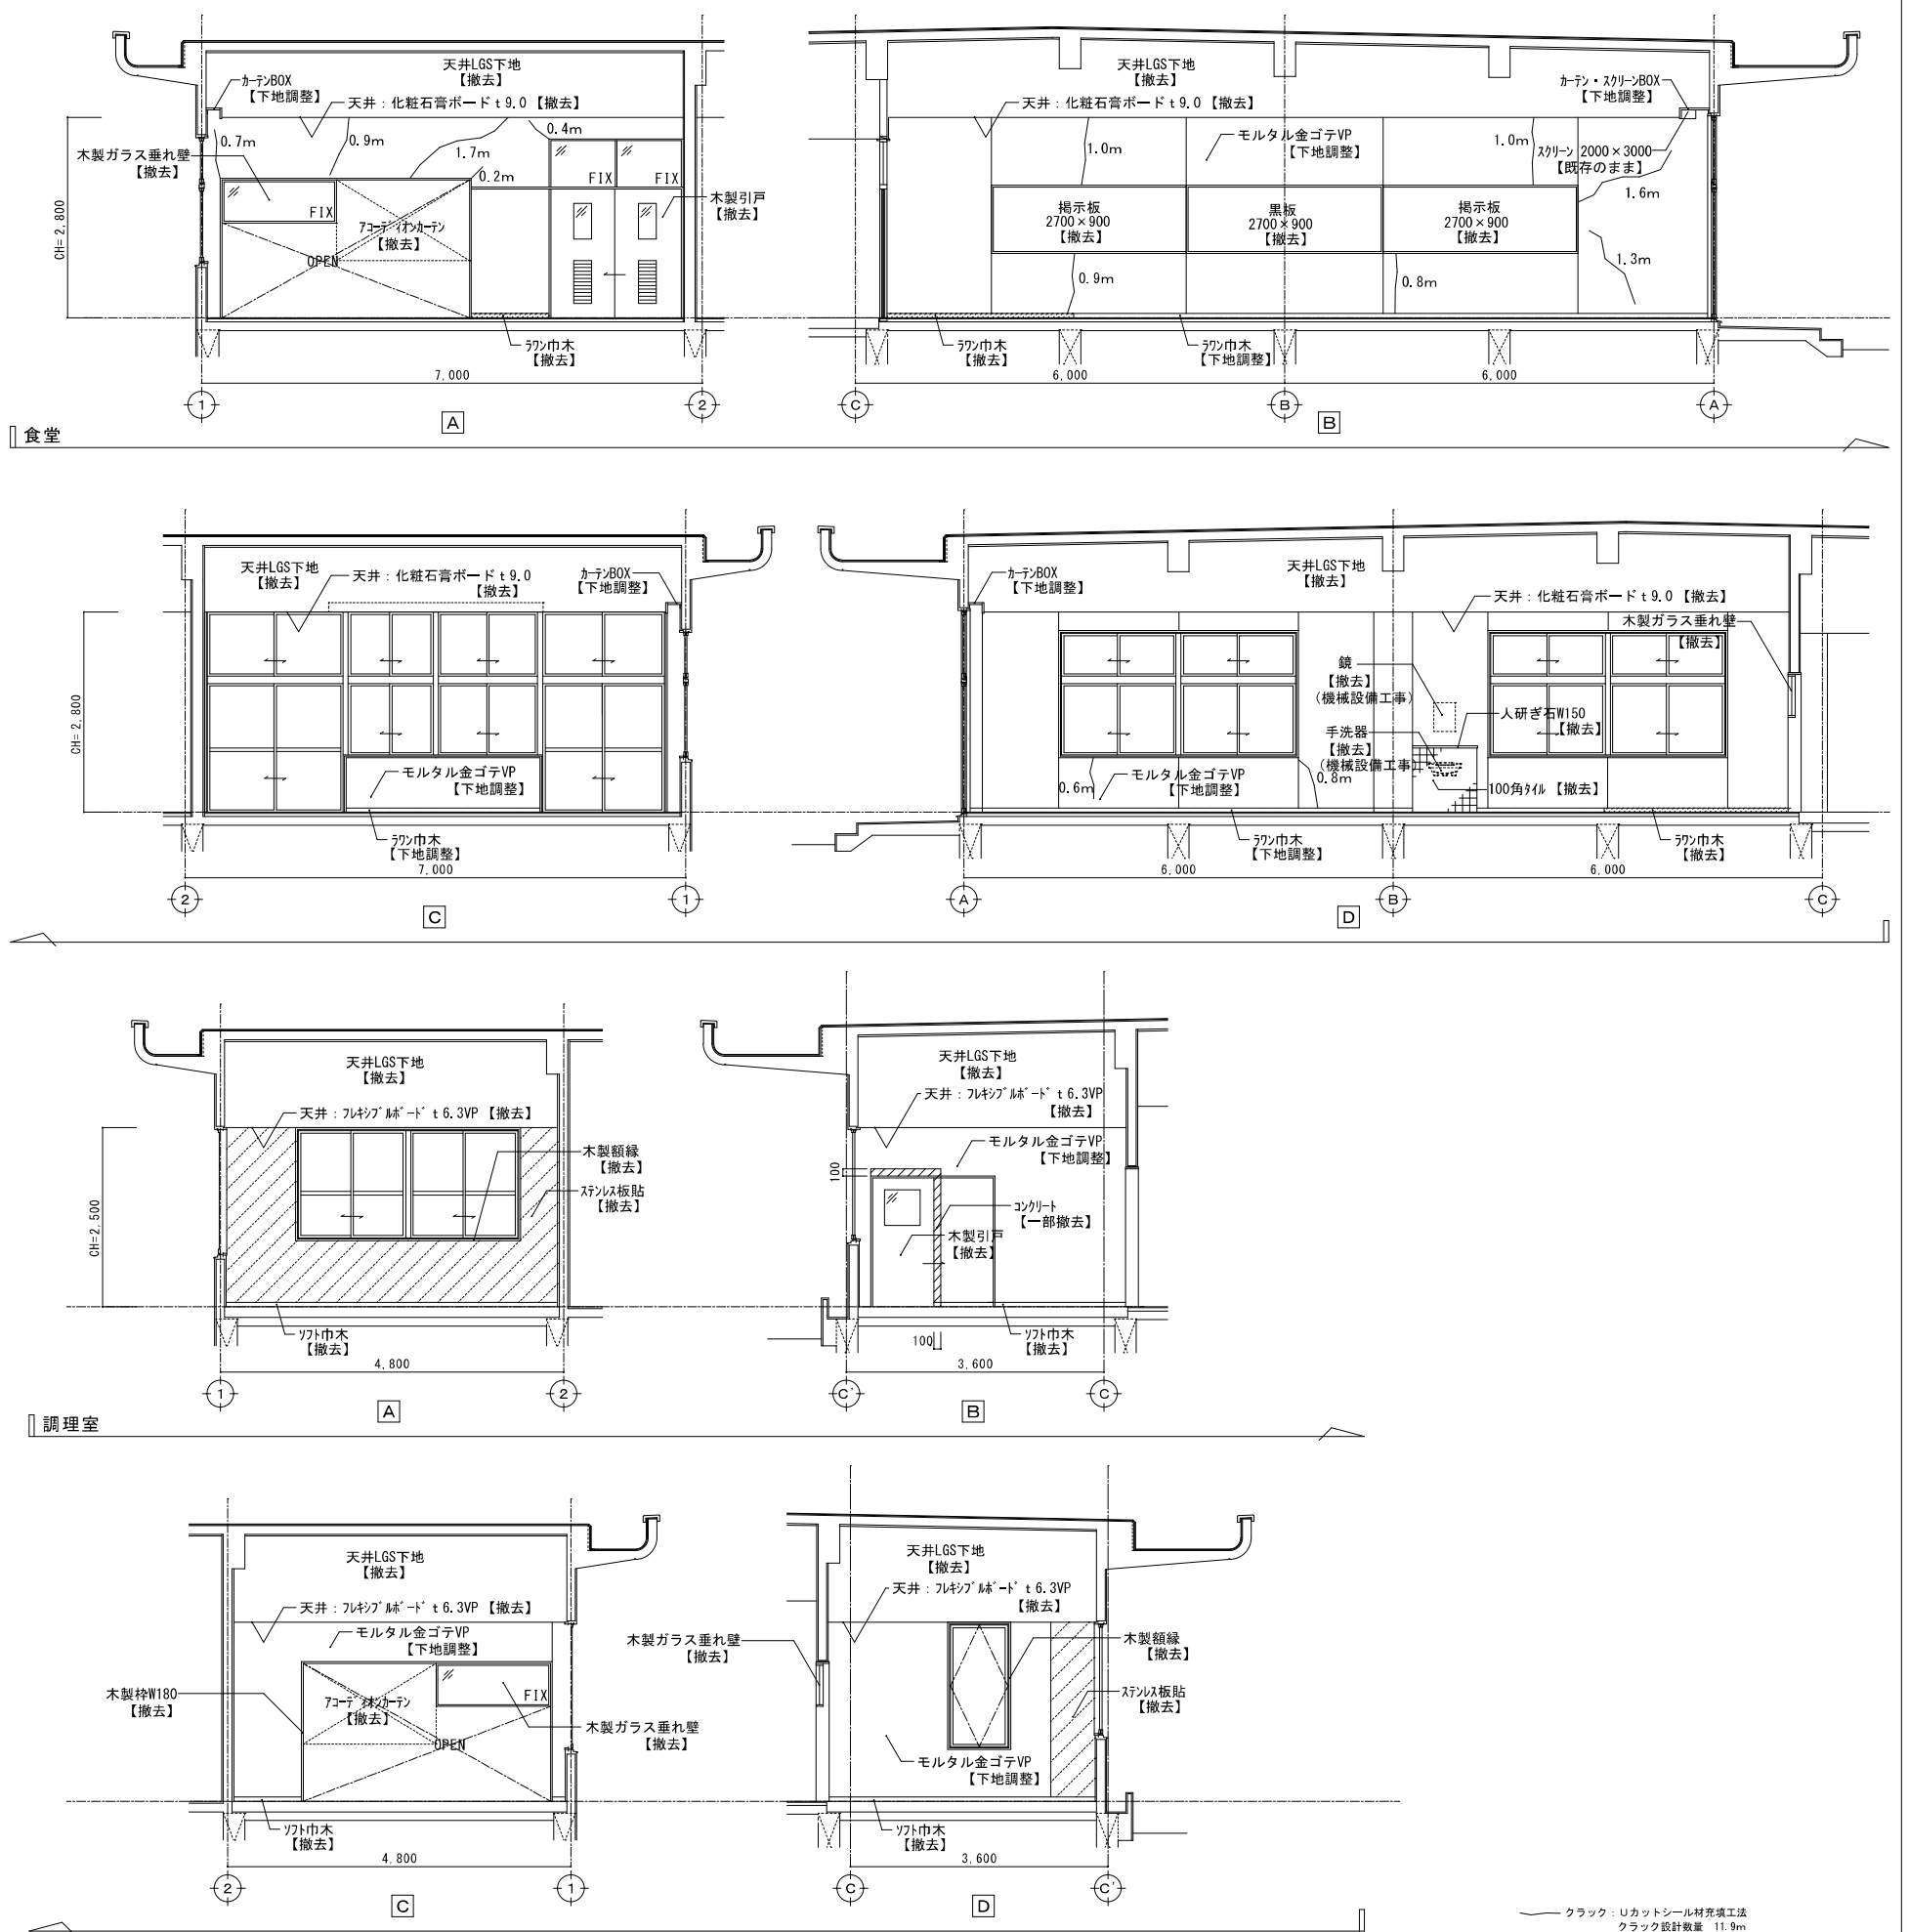 天井LGS下地
【撤去】
カーテンBOX
【下地調整】
天井：化粧石膏ボードｔ9.0【撤去】
0.7m
0.9m
1.7m
0.4m
0.2m
木製ガラス垂れ壁
【撤去】
FIX
FIX
FIX
木製引戸
【撤去】
アコーディオンカーテン
【撤去】
OPEN
CH=2,800
ラワン巾木
【撤去】
7,000
1
2
A
天井LGS下地
【撤去】
天井：化粧石膏ボードｔ9.0【撤去】
カーテン・スクリーンBOX
【下地調整】
モルタル金ゴテVP
【下地調整】
1.0m
1.0m
スクリーン 2000×3000
【既存のまま】
1.6m
掲示板
2700×900
【撤去】
黒板
2700×900
【撤去】
掲示板
2700×900
【撤去】
1.3m
0.9m
0.8m
ラワン巾木
【撤去】
ラワン巾木
【下地調整】
6,000
6,000
C
B
A
B
食堂
天井LGS下地
【撤去】
天井：化粧石膏ボードｔ9.0
【撤去】
カーテンBOX
【下地調整】
CH=2,800
モルタル金ゴテVP
【下地調整】
ラワン巾木
【下地調整】
7,000
2
1
C
カーテンBOX
【下地調整】
天井LGS下地
【撤去】
天井：化粧石膏ボードｔ9.0【撤去】
木製ガラス垂れ壁
【撤去】
鏡
【撤去】
(機械設備工事)
人研ぎ石W150
【撤去】
手洗器
【撤去】
(機械設備工事)
0.6m
モルタル金ゴテVP
【下地調整】
0.8m
100角タイル【撤去】
ラワン巾木
【下地調整】
ラワン巾木
【撤去】
6,000
6,000
A
B
C
D
天井LGS下地
【撤去】
天井：フレキシブルボードｔ6.3VP【撤去】
木製額縁
【撤去】
ステンレス板貼
【撤去】
CH=2,500
ソフト巾木
【撤去】
4,800
1
2
A
天井LGS下地
【撤去】
天井：フレキシブルボードｔ6.3VP
【撤去】
モルタル金ゴテVP
【下地調整】
100
コンクリート
【一部撤去】
木製引戸
【撤去】
100
ソフト巾木
【撤去】
3,600
C'
C
B
調理室
天井LGS下地
【撤去】
天井：フレキシブルボードｔ6.3VP【撤去】
モルタル金ゴテVP
【下地調整】
木製枠W180
【撤去】
アコーディオンカーテン
【撤去】
FIX
OPEN
木製ガラス垂れ壁
【撤去】
ソフト巾木
【撤去】
4,800
2
1
C
天井LGS下地
【撤去】
天井：フレキシブルボードｔ6.3VP
【撤去】
木製ガラス垂れ壁
【撤去】
木製額縁
【撤去】
ステンレス板貼
【撤去】
モルタル金ゴテVP
【下地調整】
ソフト巾木
【撤去】
3,600
C
C'
D
クラック：Uカットシール材充填工法
クラック設計数量 11.9m